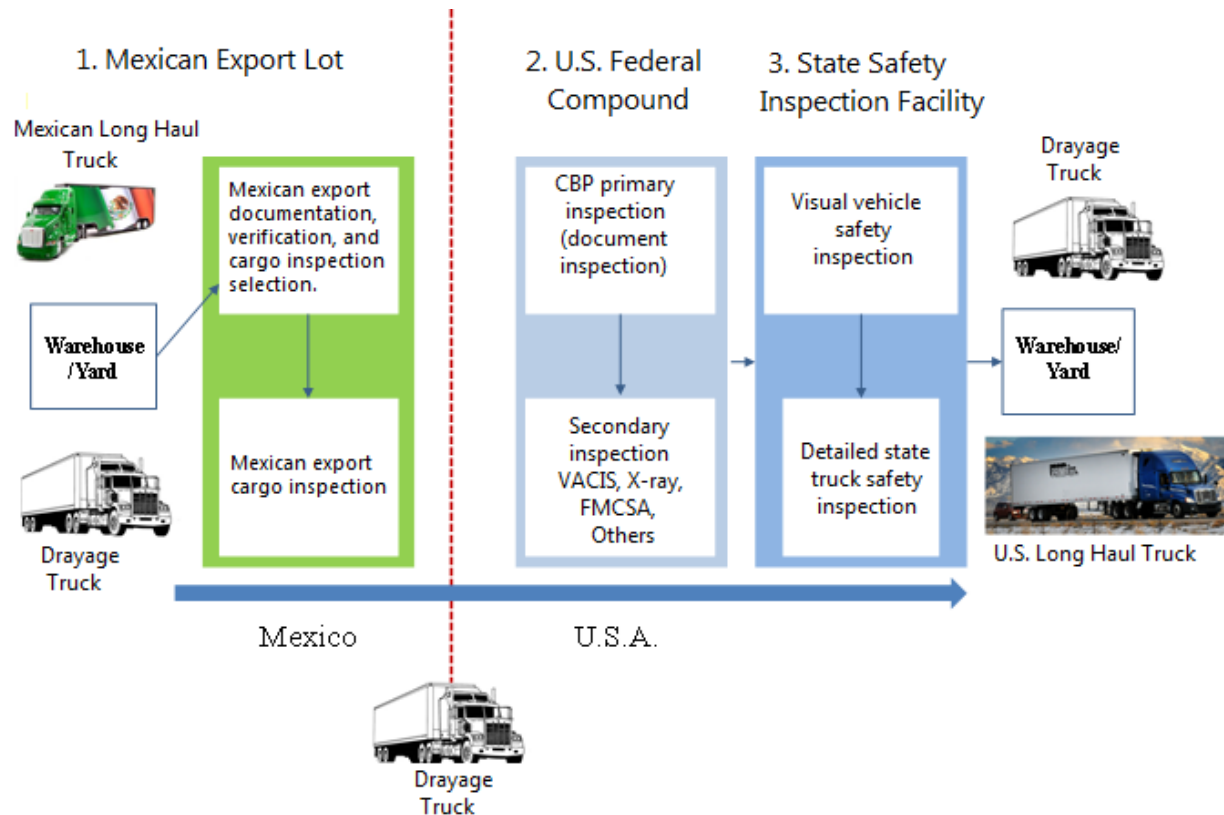 1. Mexican Export Lot
2. U.S. Federal
Compound
3. State Safety
Inspection Facility
Mexican Long Haul
Truck
Warehouse
/Yard
Drayage
Truck
Mexican export
documentation,
verification, and
cargo inspection
selection.
Mexican export
cargo inspection
CBP primary
inspection
(document
inspection)
Secondary
inspection
VACIS, X-ray,
FMCSA,
Others
Visual vehicle
safety
inspection
Detailed state
truck safety
inspection
Drayage
Truck
Warehouse/
Yard
U.S. Long Haul Truck
Mexico
U.S.A.
Drayage
Truck